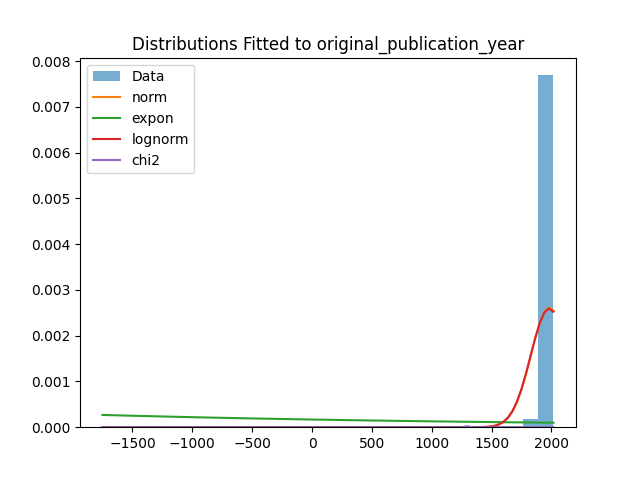 Distributions Fitted to original_publication_year
0.008
0.007
0.006
0.005
0.004
0.003
0.002
0.001
0.000
Data
norm
expon
lognorm
chi2
−1500 −1000 −500 0 500 1000 1500 2000